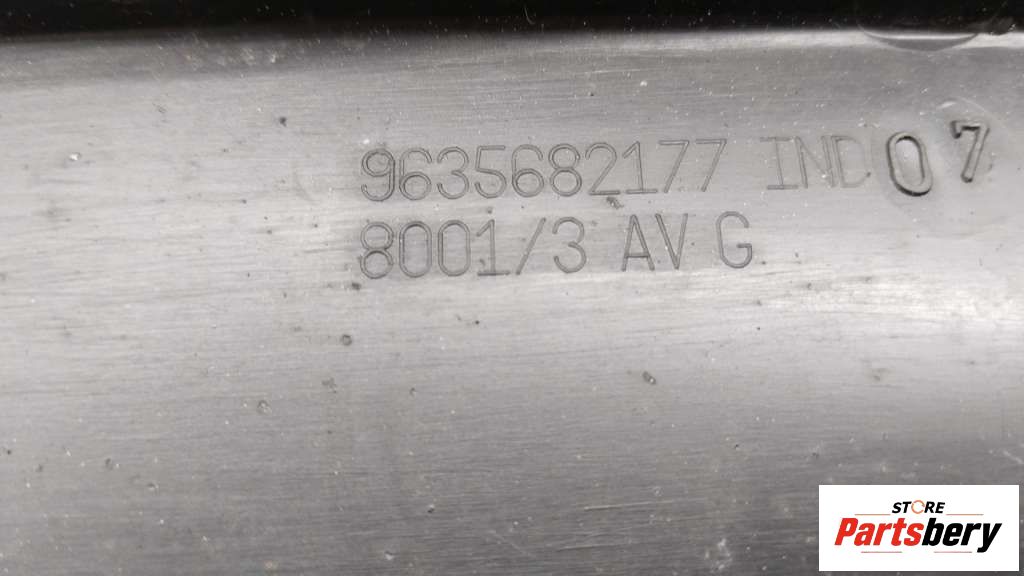 9635682177 IND 07
8001/3 AV G
STORE
Partsbery